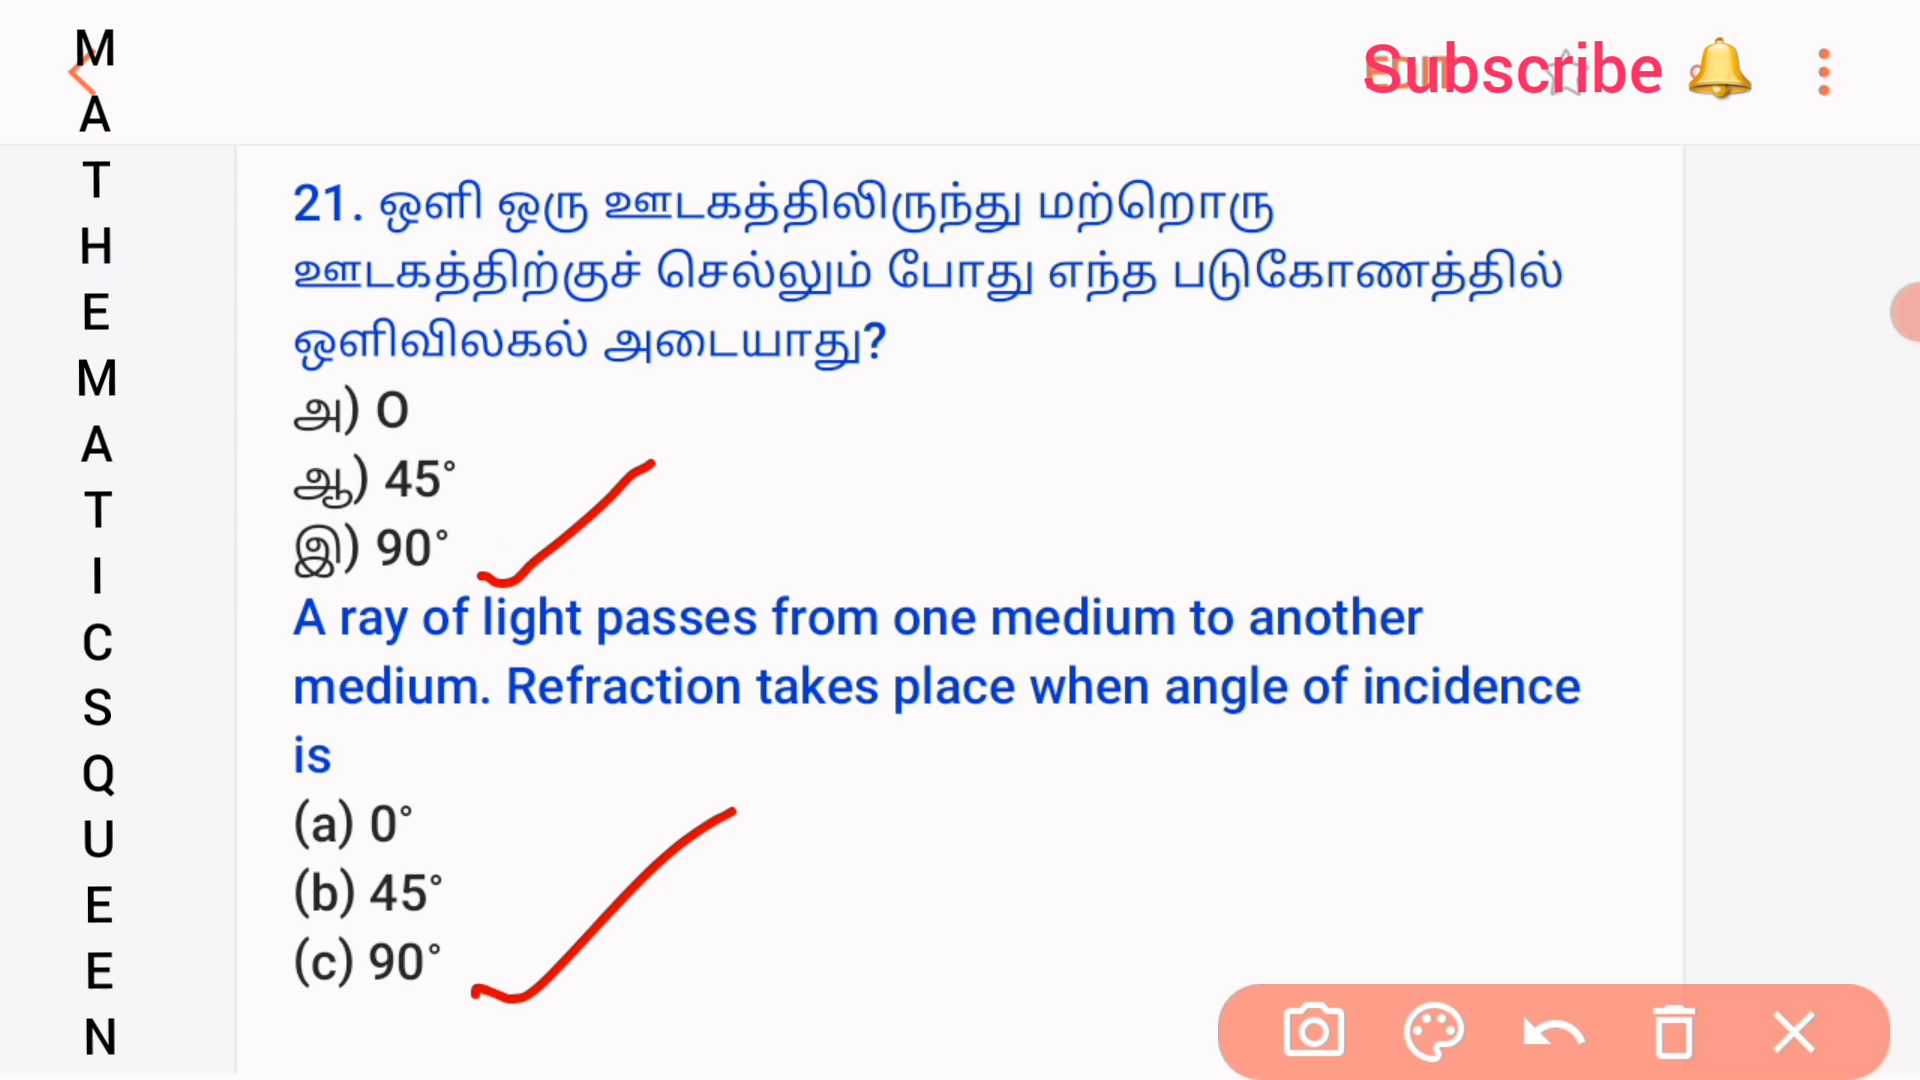 MATHEMATICSQUEEN
Subscribe 🔔
21. ஒளி ஒரு ஊடகத்திலிருந்து மற்றொரு
ஊடகத்திற்குச் செல்லும் போது எந்த படுகோணத்தில்
ஒளிவிலகல் அடையாது?
அ) O
ஆ) 45°
இ) 90°
A ray of light passes from one medium to another
medium. Refraction takes place when angle of incidence
is
(a) 0°
(b) 45°
(c) 90°